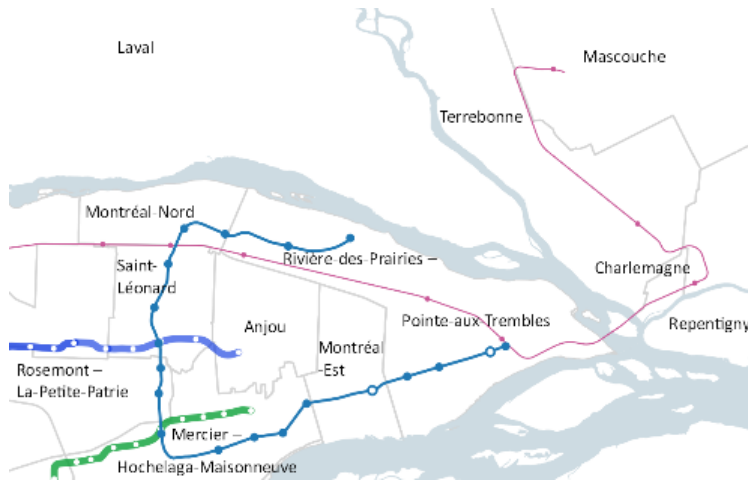 Laval
Mascouche
Terrebonne
Montréal-Nord
Rivière-des-Prairies –
Saint-
Léonard
Charlemagne
Pointe-aux-Trembles
Repentigny
Anjou
Montréal
-Est
Rosemont –
La-Petite-Patrie
Mercier –
Hochelaga-Maisonneuve